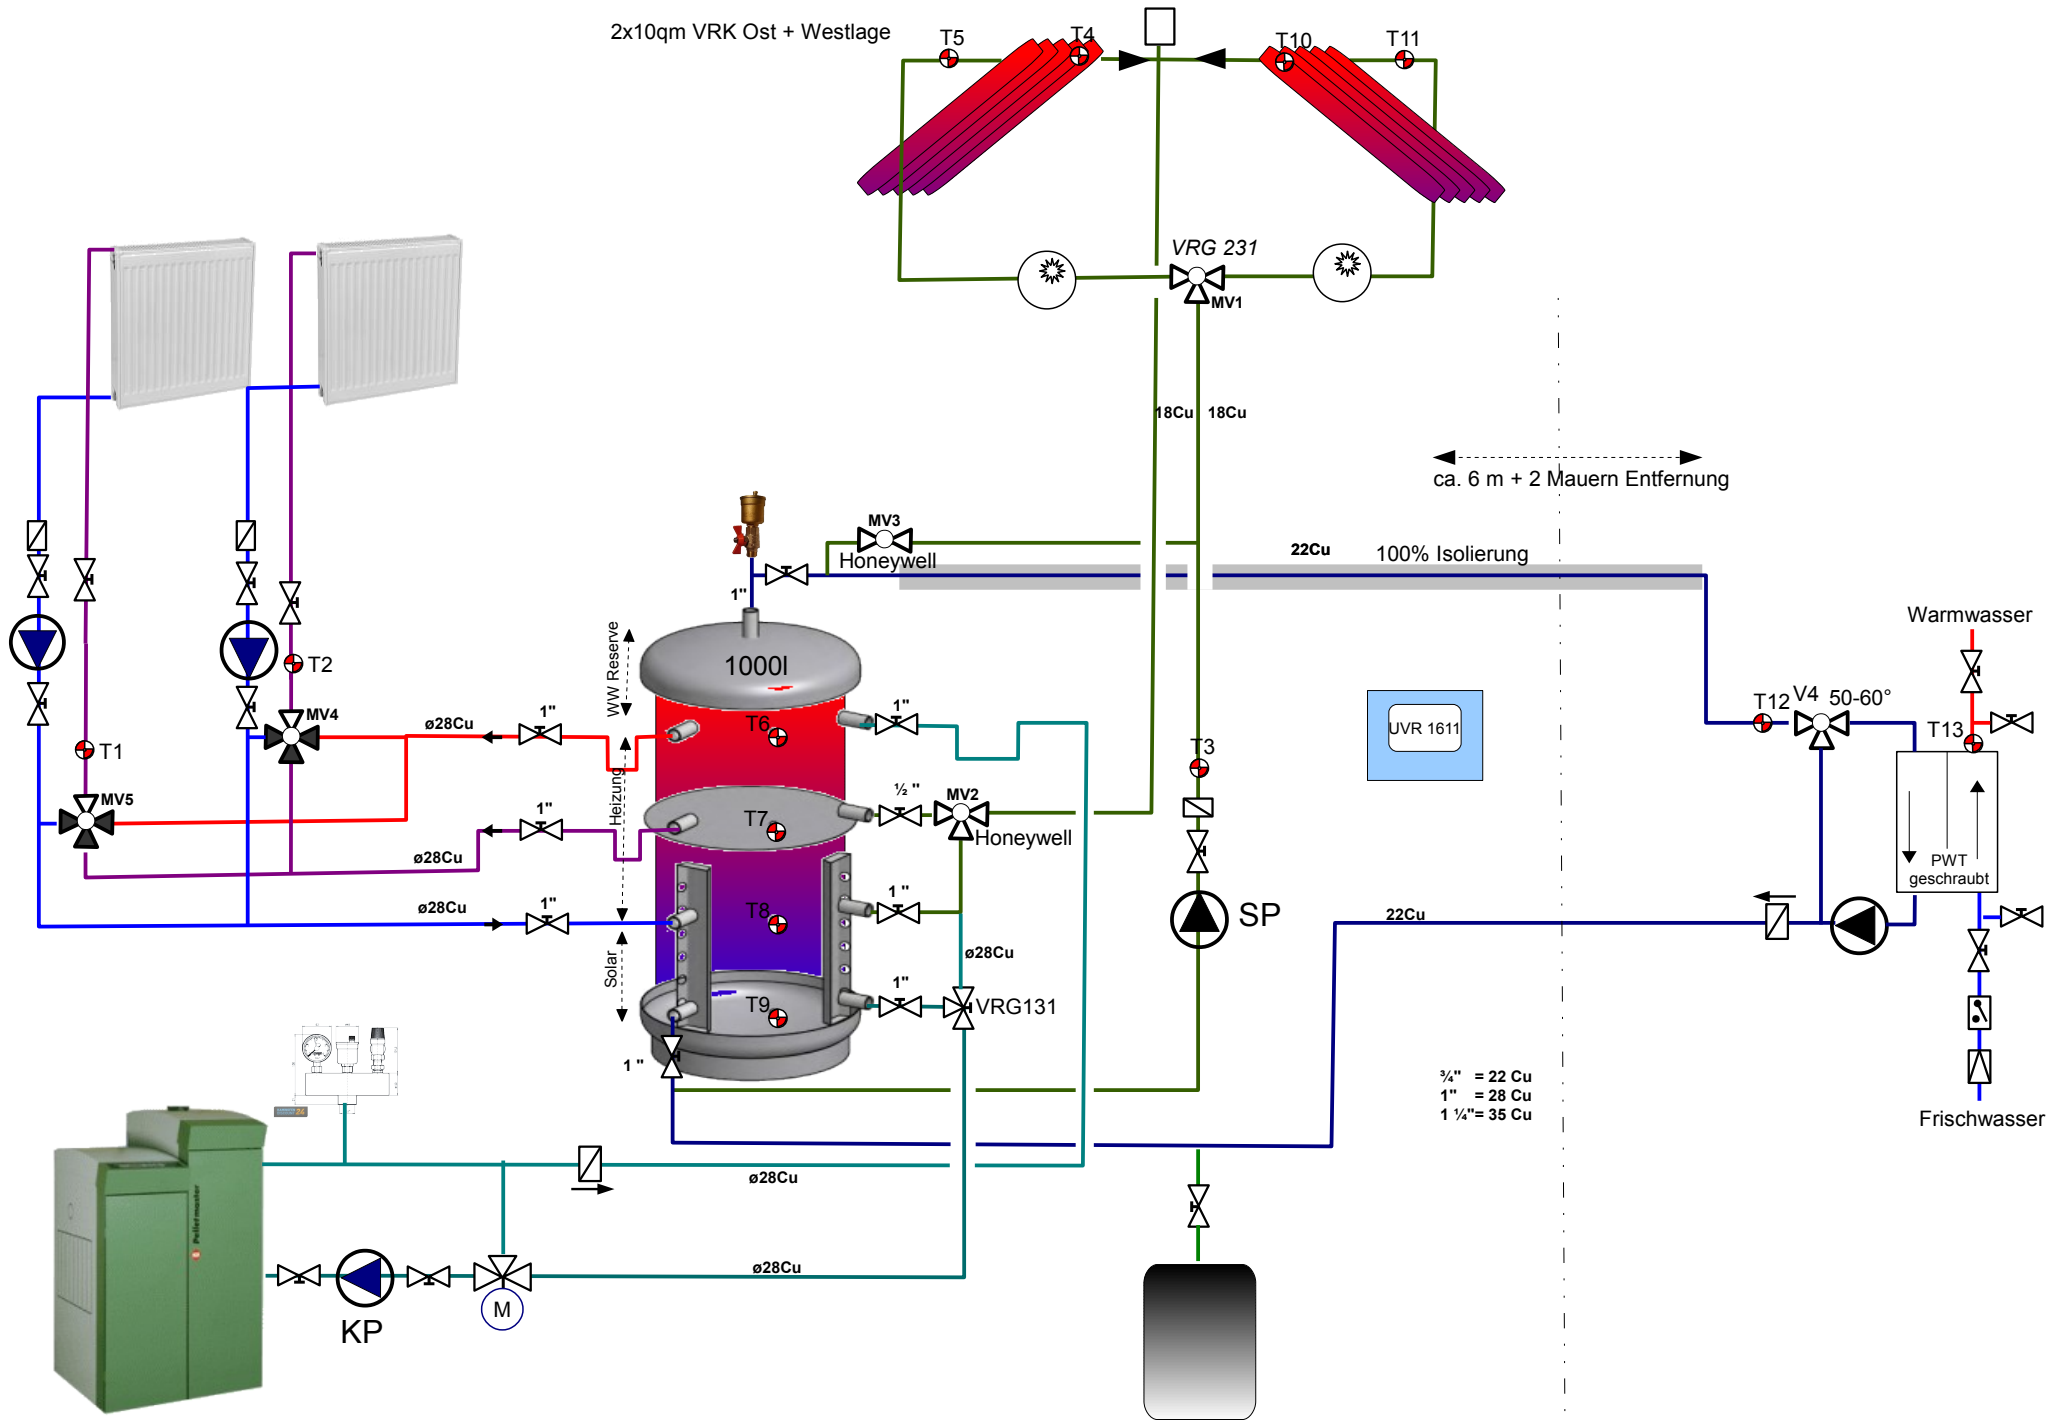 2x10qm VRK Ost + Westlage
T5
T4
T10
T11
VRG 231
MV1
18Cu
18Cu
ca. 6 m + 2 Mauern Entfernung
MV3
Honeywell
22Cu
100% Isolierung
1"
Warmwasser
WW Reserve
1000l
T2
T12
V4
50-60°
MV4
ø28Cu
1"
T6
1"
UVR 1611
T13
T1
T3
MV5
1"
Heizung
T7
½ "
MV2
Honeywell
ø28Cu
PWT
geschraubt
ø28Cu
1"
T8
1 "
SP
22Cu
Solar
ø28Cu
T9
1"
VRG131
1 "
¾" = 22 Cu
1" = 28 Cu
1 ¼"= 35 Cu
Frischwasser
24
Pelletmaster
ø28Cu
ø28Cu
M
KP